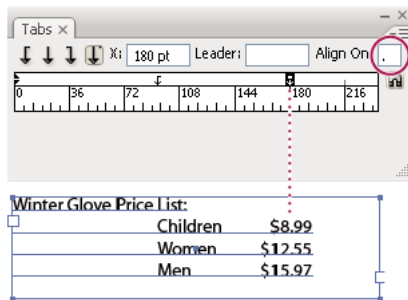 Tabs
X: 180 pt Leader: Align On .
0 36 72 108 144 180 216
Winter Glove Price List:
Children $8.99
Women $12.55
Men $15.97